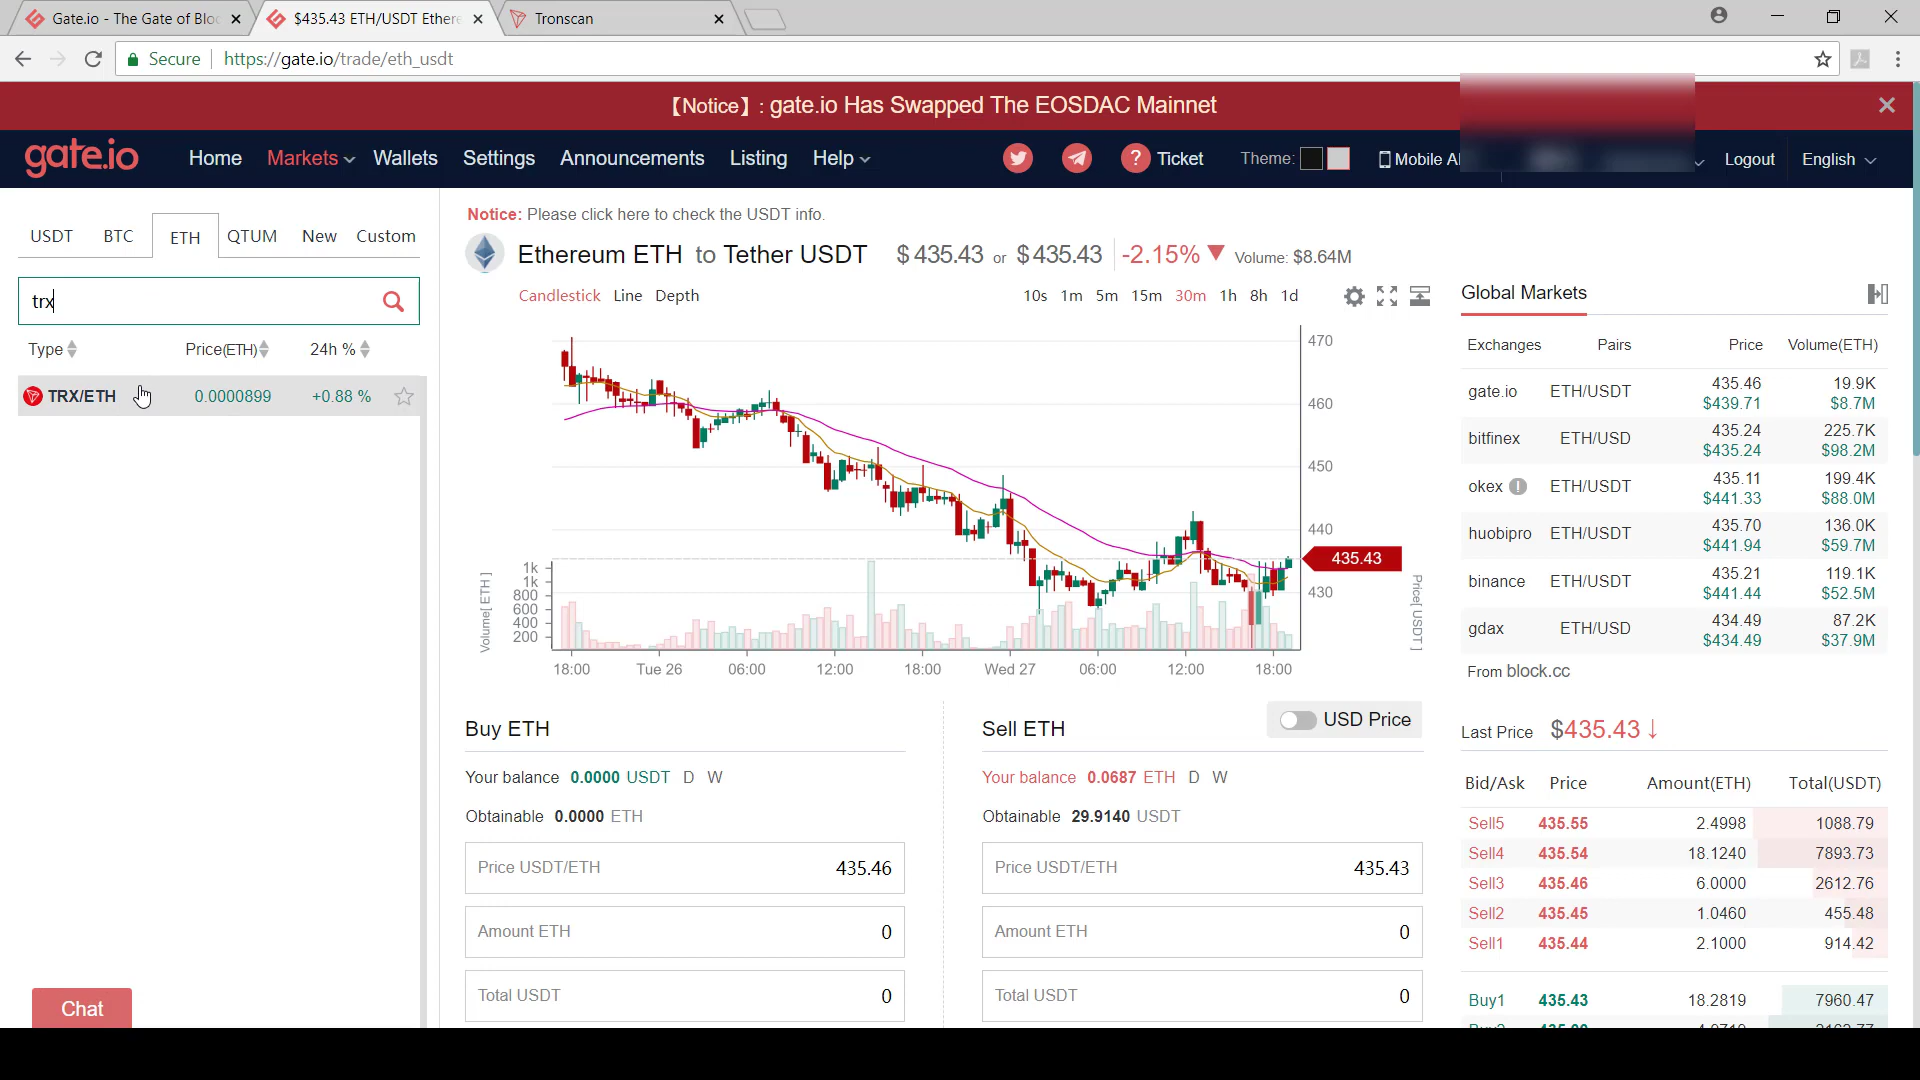 Gate.io - The Gate of Bloc
$435.43 ETH/USDT Ethere
Tronscan
Secure
https://gate.io/trade/eth_usdt
【Notice】: gate.io Has Swapped The EOSDAC Mainnet
gate.io Home Markets Wallets Settings Announcements Listing Help ? Ticket Theme: Mobile Logout English
USDT BTC ETH QTUM New Custom
trx
Type Price(ETH) 24h %
TRX/ETH 0.0000899 +0.88 %
Chat
Notice: Please click here to check the USDT info.
Ethereum ETH to Tether USDT $ 435.43 or $ 435.43 -2.15% Volume: $8.64M
Candlestick Line Depth 10s 1m 5m 15m 30m 1h 8h 1d
470
460
450
440
435.43
430
Price[ USDT ]
Volume[ ETH ]
1k
1k
800
600
400
200
18:00 Tue 26 06:00 12:00 18:00 Wed 27 06:00 12:00 18:00
Buy ETH
Your balance 0.0000 USDT D W
Obtainable 0.0000 ETH
Price USDT/ETH 435.46
Amount ETH 0
Total USDT 0
Sell ETH
USD Price
Your balance 0.0687 ETH D W
Obtainable 29.9140 USDT
Price USDT/ETH 435.43
Amount ETH 0
Total USDT 0
Global Markets
Exchanges Pairs Price Volume(ETH)
gate.io ETH/USDT 435.46 19.9K
$439.71 $8.7M
bitfinex ETH/USD 435.24 225.7K
$435.24 $98.2M
okex ! ETH/USDT 435.11 199.4K
$441.33 $88.0M
huobipro ETH/USDT 435.70 136.0K
$441.94 $59.7M
binance ETH/USDT 435.21 119.1K
$441.44 $52.5M
gdax ETH/USD 434.49 87.2K
$434.49 $37.9M
From block.cc
Last Price $435.43↓
Bid/Ask Price Amount(ETH) Total(USDT)
Sell5 435.55 2.4998 1088.79
Sell4 435.54 18.1240 7893.73
Sell3 435.46 6.0000 2612.76
Sell2 435.45 1.0460 455.48
Sell1 435.44 2.1000 914.42
Buy1 435.43 18.2819 7960.47